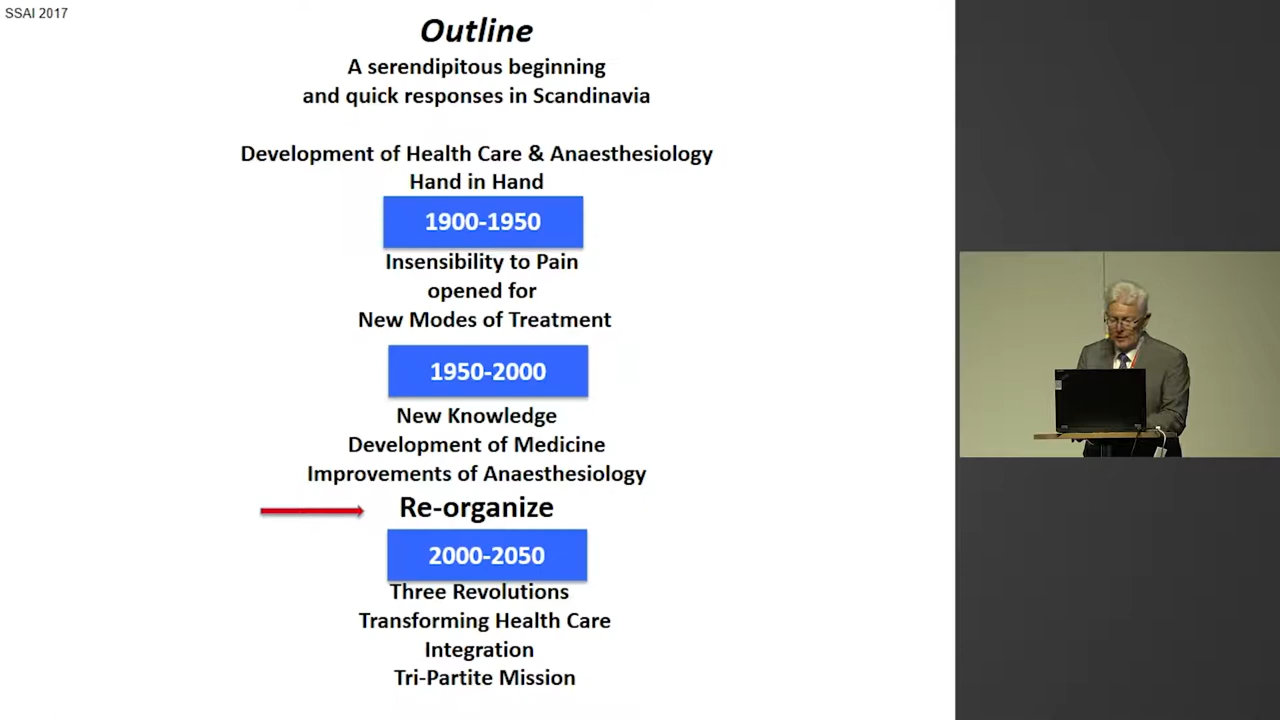 SSAI 2017
Outline
A serendipitous beginning
and quick responses in Scandinavia
Development of Health Care & Anaesthesiology
Hand in Hand
1900-1950
Insensibility to Pain
opened for
New Modes of Treatment
1950-2000
New Knowledge
Development of Medicine
Improvements of Anaesthesiology
Re-organize
2000-2050
Three Revolutions
Transforming Health Care
Integration
Tri-Partite Mission